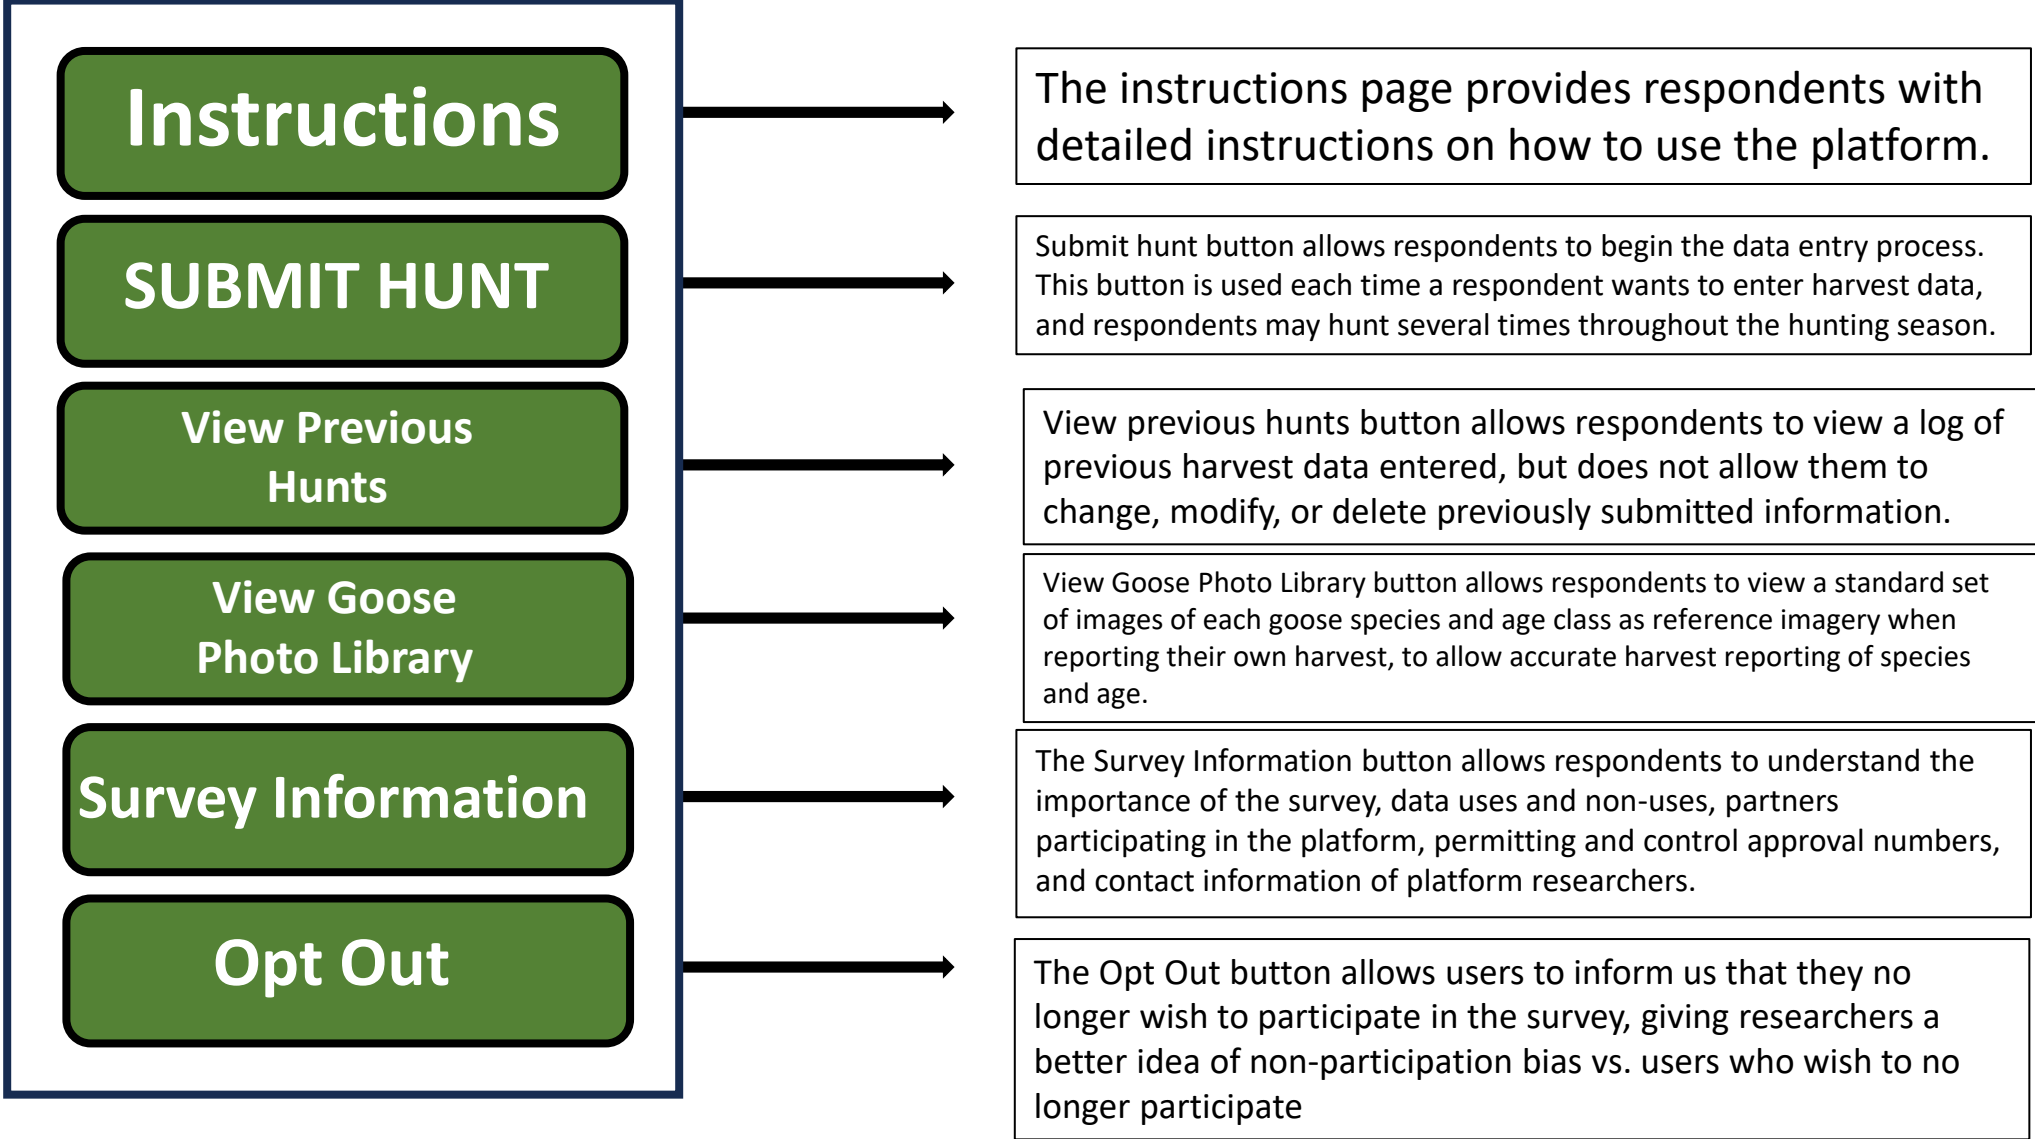 Instructions
The instructions page provides respondents with
detailed instructions on how to use the platform.
SUBMIT HUNT
Submit hunt button allows respondents to begin the data entry process.
This button is used each time a respondent wants to enter harvest data,
and respondents may hunt several times throughout the hunting season.
View Previous
Hunts
View previous hunts button allows respondents to view a log of
previous harvest data entered, but does not allow them to
change, modify, or delete previously submitted information.
View Goose
Photo Library
View Goose Photo Library button allows respondents to view a standard set
of images of each goose species and age class as reference imagery when
reporting their own harvest, to allow accurate harvest reporting of species
and age.
Survey Information
The Survey Information button allows respondents to understand the
importance of the survey, data uses and non-uses, partners
participating in the platform, permitting and control approval numbers,
and contact information of platform researchers.
Opt Out
The Opt Out button allows users to inform us that they no
longer wish to participate in the survey, giving researchers a
better idea of non-participation bias vs. users who wish to no
longer participate